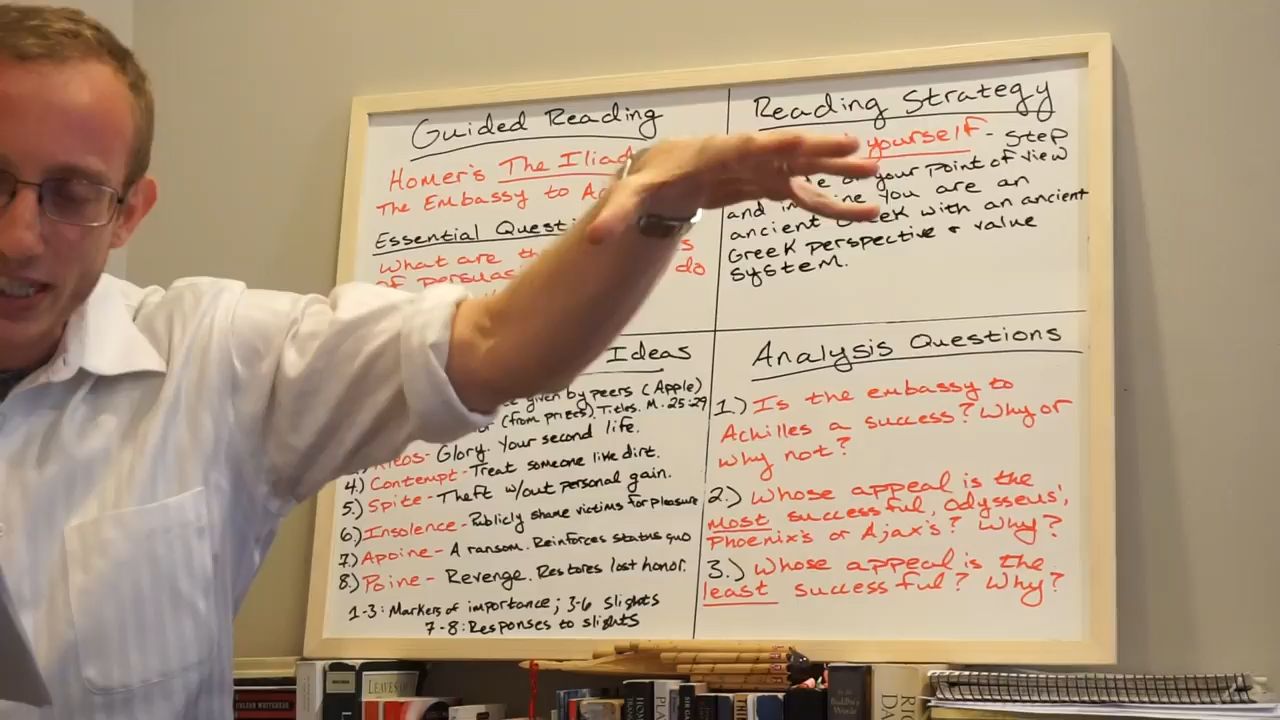 Guided Reading
Homer's The Iliad
The Embassy to
Essential
What are
of
do
Reading Strategy
yourself - Step
your point of view
and you are an
ancient with an ancient
Greek perspective + value
system.
Ideas
given by peers (Apple)
(from prizes) Titles. M. 25:29
Kleos - Glory. Your second life.
4.) Contempt - Treat someone like dirt.
5.) Spite - Theft w/out personal gain.
6.) Insolence - Publicly shame victims for pleasure
7.) Apoine - A ransom. Reinforces status quo
8.) Poine - Revenge. Restores lost honor.
1-3: Markers of importance; 3-6 slights
7-8: Responses to slights
Analysis Questions
1.) Is the embassy to
Achilles a success? Why or
why not?
2.) Whose appeal is the
most successful, Odysseus',
Phoenix's or Ajax's? Why?
3.) Whose appeal is the
least successful? Why?
LEAVES